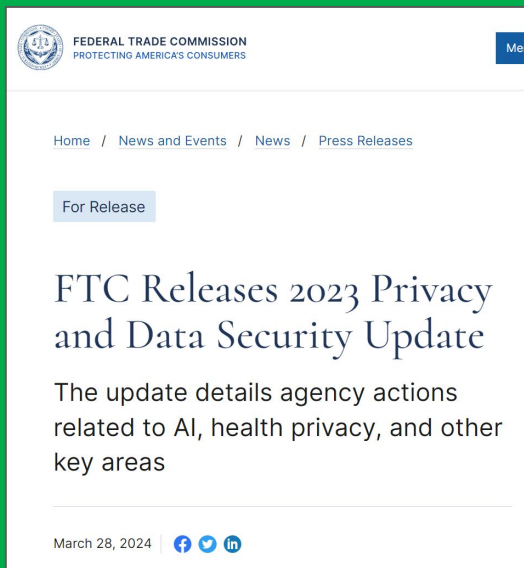 FEDERAL TRADE COMMISSION
PROTECTING AMERICA'S CONSUMERS
Me
Home / News and Events / News / Press Releases
For Release
FTC Releases 2023 Privacy
and Data Security Update
The update details agency actions
related to AI, health privacy, and other
key areas
March 28, 2024